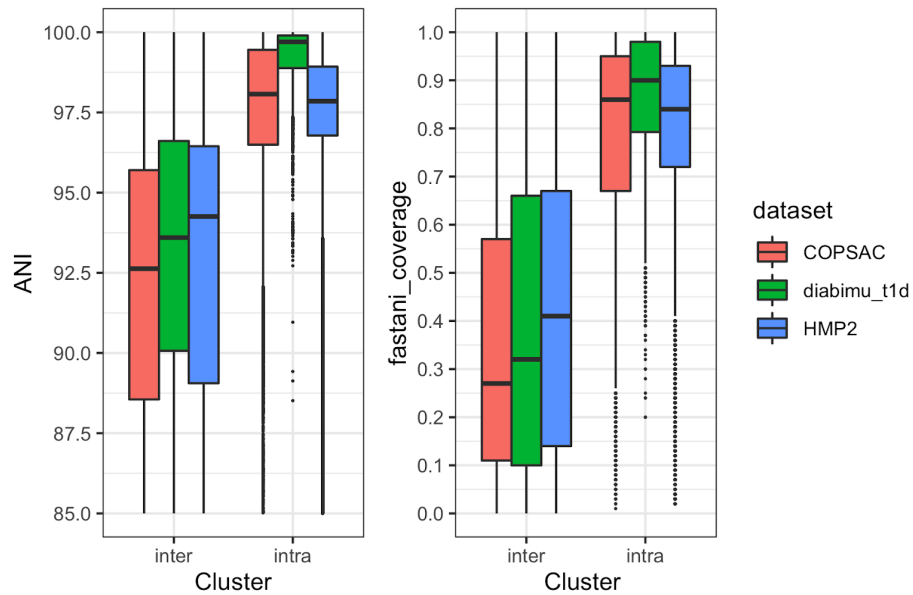 100.0
97.5
95.0
92.5
90.0
87.5
85.0
ANI
inter
intra
Cluster
1.0
0.9
0.8
0.7
0.6
0.5
0.4
0.3
0.2
0.1
0.0
fastani_coverage
inter
intra
Cluster
dataset
COPSAC
diabimu_t1d
HMP2